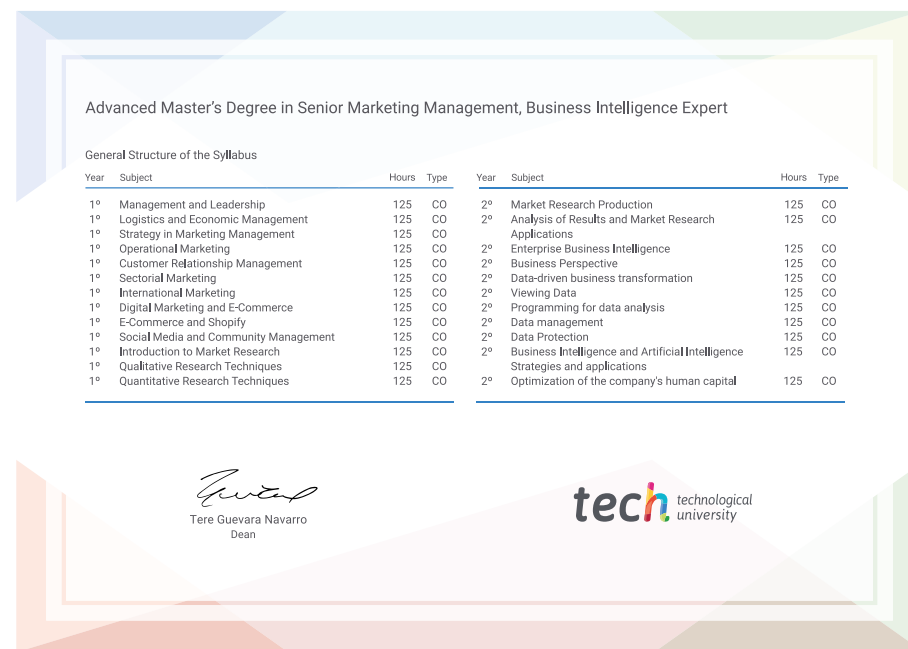 Advanced Master's Degree in Senior Marketing Management, Business Intelligence Expert
General Structure of the Syllabus
Year Subject Hours Type
1º Management and Leadership 125 CO
1º Logistics and Economic Management 125 CO
1º Strategy in Marketing Management 125 CO
1º Operational Marketing 125 CO
1º Customer Relationship Management 125 CO
1º Sectorial Marketing 125 CO
1º International Marketing 125 CO
1º Digital Marketing and E-Commerce 125 CO
1º E-Commerce and Shopify 125 CO
1º Social Media and Community Management 125 CO
1º Introduction to Market Research 125 CO
1º Qualitative Research Techniques 125 CO
1º Quantitative Research Techniques 125 CO
Year Subject Hours Type
2º Market Research Production 125 CO
2º Analysis of Results and Market Research 125 CO
Applications
2º Enterprise Business Intelligence 125 CO
2º Business Perspective 125 CO
2º Data-driven business transformation 125 CO
2º Viewing Data 125 CO
2º Programming for data analysis 125 CO
2º Data management 125 CO
2º Data Protection 125 CO
2º Business Intelligence and Artificial Intelligence 125 CO
Strategies and applications
2º Optimization of the company's human capital 125 CO
Tere Guevara Navarro
Dean
tech technological
university